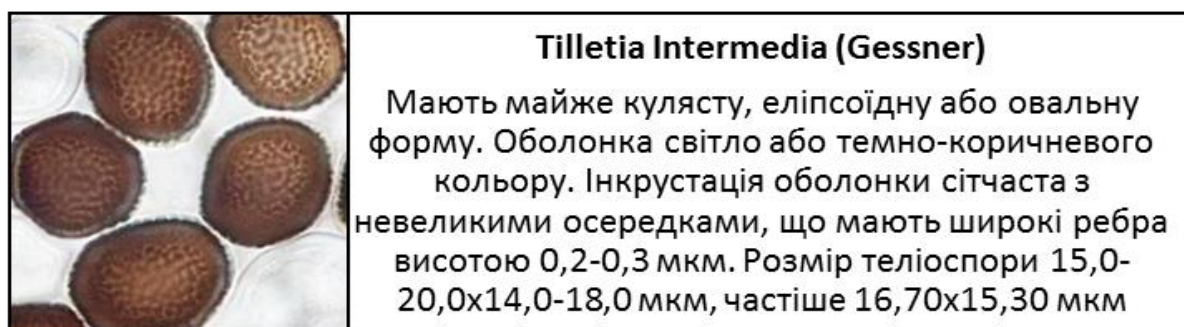 Tilletia Intermedia (Gessner)
Мають майже кулясту, еліпсоїдну або овальну
форму. Оболонка світло або темно-коричневого
кольору. Інкрустація оболонки сітчаста з
невеликими осередками, що мають широкі ребра
висотою 0,2-0,3 мкм. Розмір теліоспори 15,0-
20,0х14,0-18,0 мкм, частіше 16,70х15,30 мкм